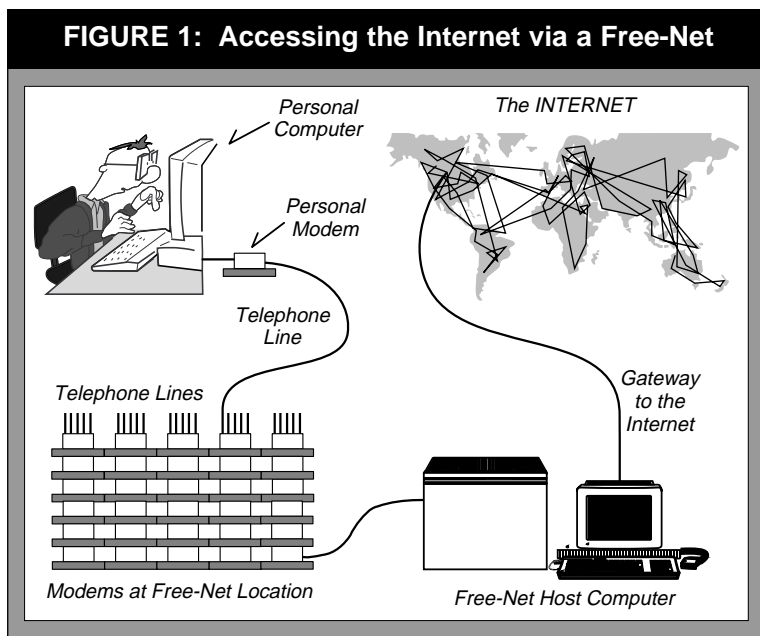 FIGURE 1: Accessing the Internet via a Free-Net
Personal
Computer
The INTERNET
Personal
Modem
Telephone
Line
Telephone Lines
Gateway
to the
Internet
Modems at Free-Net Location
Free-Net Host Computer